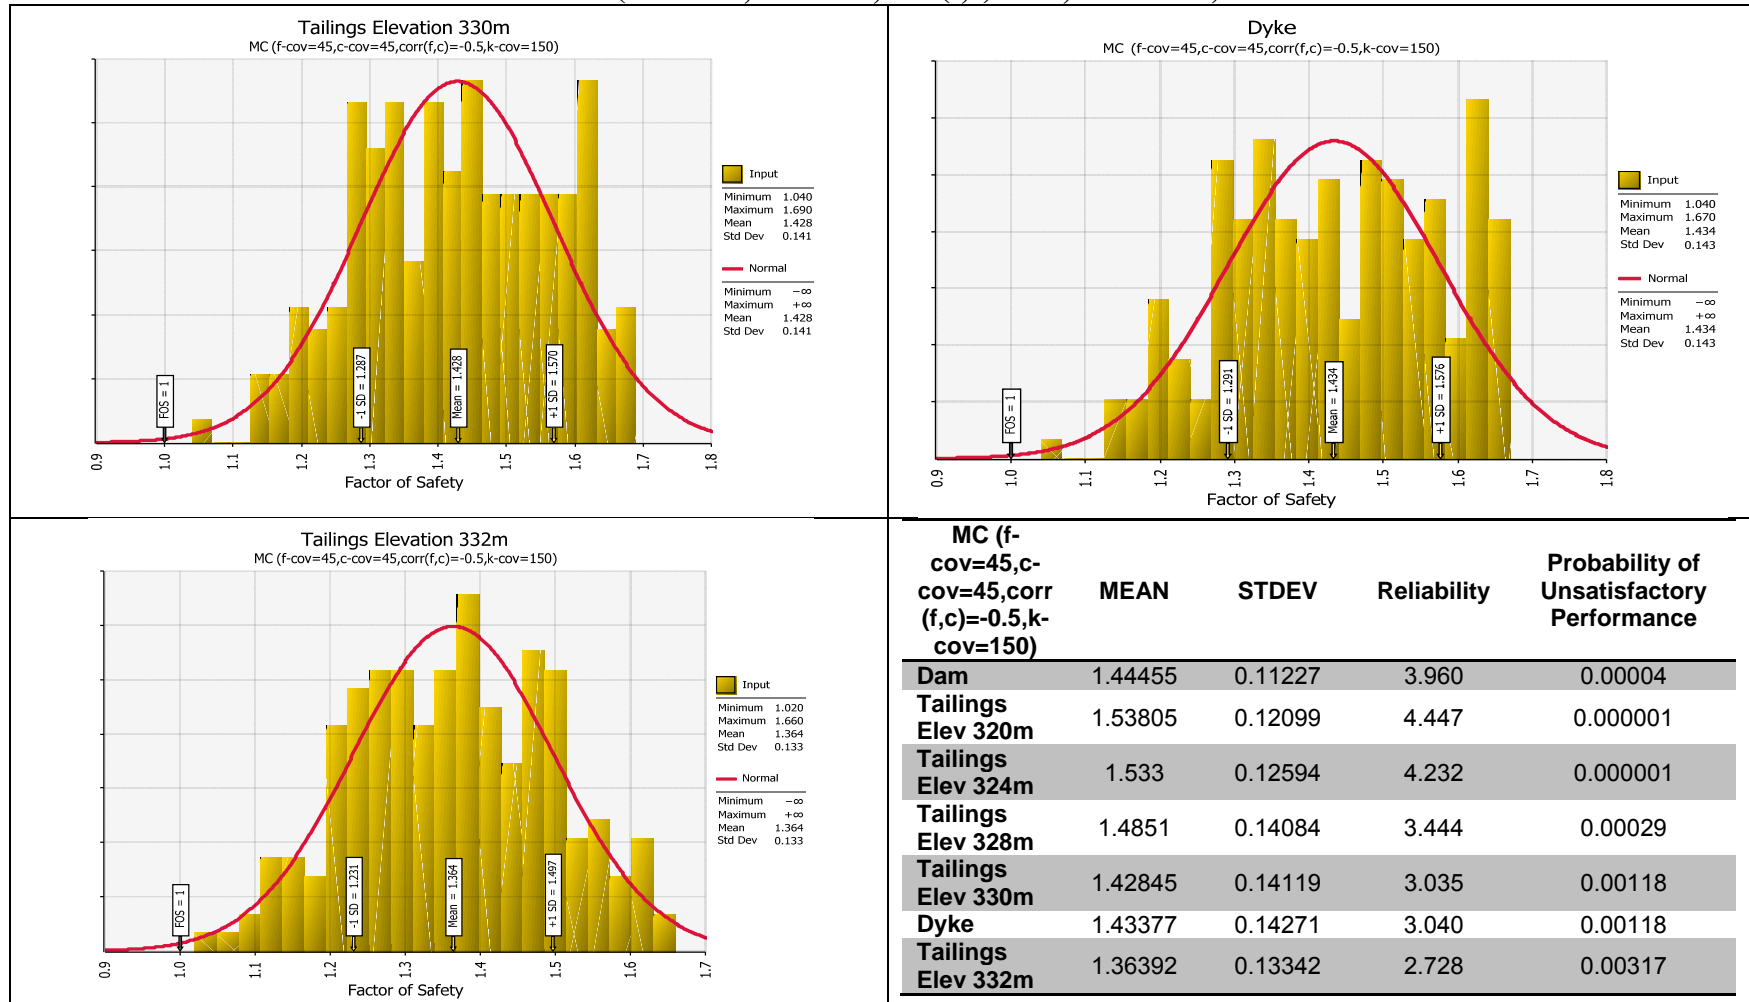 Tailings Elevation 330m
MC (f-cov=45,c-cov=45,corr(f,c)=-0.5,k-cov=150)
Input
Minimum 1.040
Maximum 1.690
Mean 1.428
Std Dev 0.141
Normal
Minimum −∞
Maximum +∞
Mean 1.428
Std Dev 0.141
FOS = 1
-1 SD = 1.287
Mean = 1.428
+1 SD = 1.570
0.9 1.0 1.1 1.2 1.3 1.4 1.5 1.6 1.7 1.8
Factor of Safety
Dyke
MC (f-cov=45,c-cov=45,corr(f,c)=-0.5,k-cov=150)
Input
Minimum 1.040
Maximum 1.670
Mean 1.434
Std Dev 0.143
Normal
Minimum −∞
Maximum +∞
Mean 1.434
Std Dev 0.143
FOS = 1
-1 SD = 1.291
Mean = 1.434
+1 SD = 1.576
0.9 1.0 1.1 1.2 1.3 1.4 1.5 1.6 1.7 1.8
Factor of Safety
Tailings Elevation 332m
MC (f-cov=45,c-cov=45,corr(f,c)=-0.5,k-cov=150)
Input
Minimum 1.020
Maximum 1.660
Mean 1.364
Std Dev 0.133
Normal
Minimum −∞
Maximum +∞
Mean 1.364
Std Dev 0.133
FOS = 1
-1 SD = 1.231
Mean = 1.364
+1 SD = 1.497
0.9 1.0 1.1 1.2 1.3 1.4 1.5 1.6 1.7
Factor of Safety
MC (f-
cov=45,c-
cov=45,corr
(f,c)=-0.5,k-
cov=150)
MEAN
STDEV
Reliability
Probability of
Unsatisfactory
Performance
Dam 1.44455 0.11227 3.960 0.00004
Tailings
Elev 320m 1.53805 0.12099 4.447 0.000001
Tailings
Elev 324m 1.533 0.12594 4.232 0.000001
Tailings
Elev 328m 1.4851 0.14084 3.444 0.00029
Tailings
Elev 330m 1.42845 0.14119 3.035 0.00118
Dyke 1.43377 0.14271 3.040 0.00118
Tailings
Elev 332m 1.36392 0.13342 2.728 0.00317